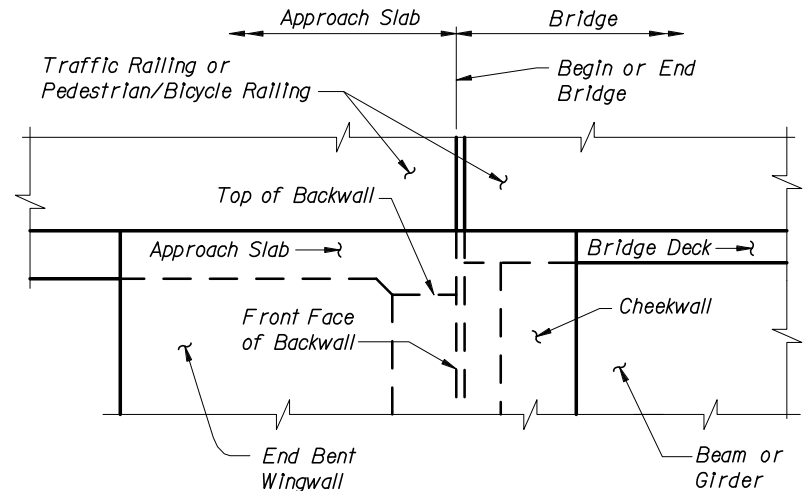 Approach Slab
Bridge
Traffic Railing or
Pedestrian/Bicycle Railing
Begin or End
Bridge
Top of Backwall
Approach Slab
Bridge Deck
Front Face
of Backwall
Cheekwall
End Bent
Wingwall
Beam or
Girder